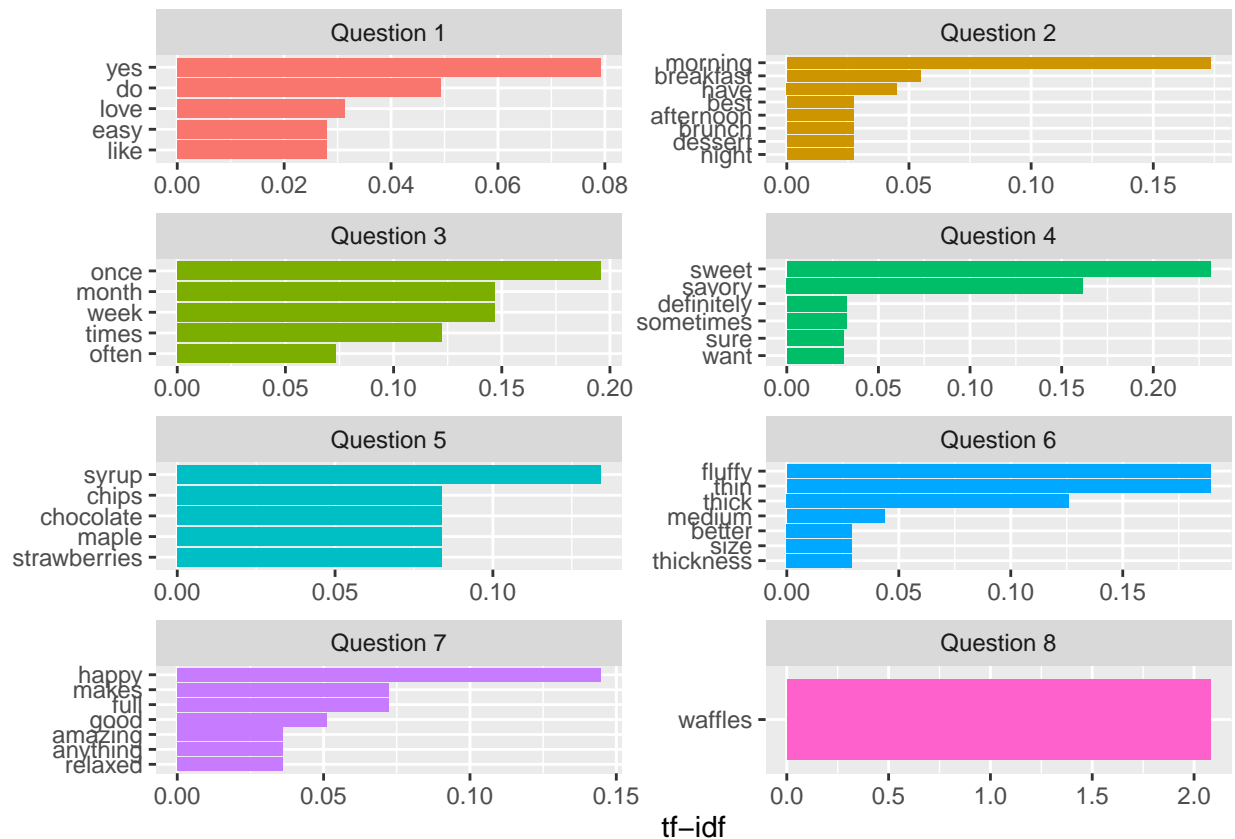 Question 1
yes
do
love
easy
like
0.00 0.02 0.04 0.06 0.08
Question 2
morning
breakfast
have
best
afternoon
brunch
dessert
night
0.00 0.05 0.10 0.15
Question 3
once
month
week
times
often
0.00 0.05 0.10 0.15 0.20
Question 4
sweet
savory
definitely
sometimes
sure
want
0.00 0.05 0.10 0.15 0.20
Question 5
syrup
chips
chocolate
maple
strawberries
0.00 0.05 0.10
Question 6
fluffy
thin
thick
medium
better
size
thickness
0.00 0.05 0.10 0.15
Question 7
happy
makes
full
good
amazing
anything
relaxed
0.00 0.05 0.10 0.15
Question 8
waffles
0.0 0.5 1.0 1.5 2.0
tf−idf